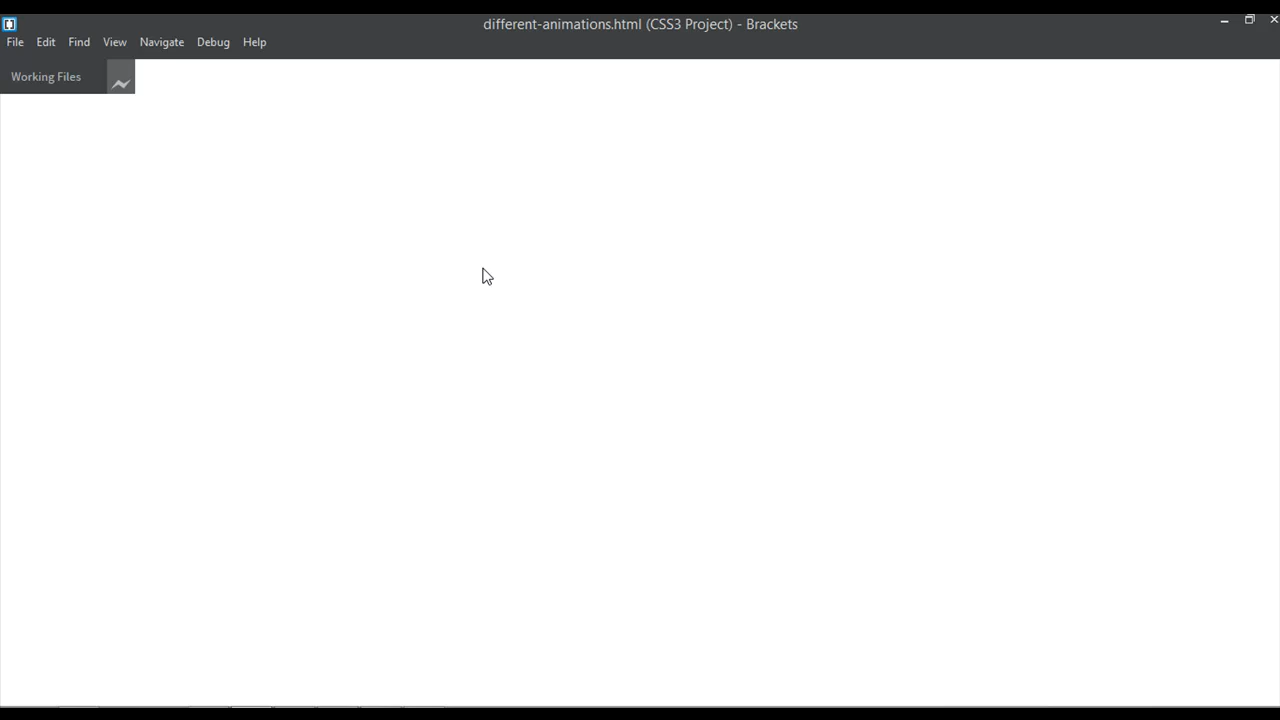 different-animations.html (CSS3 Project) - Brackets
File Edit Find View Navigate Debug Help
Working Files